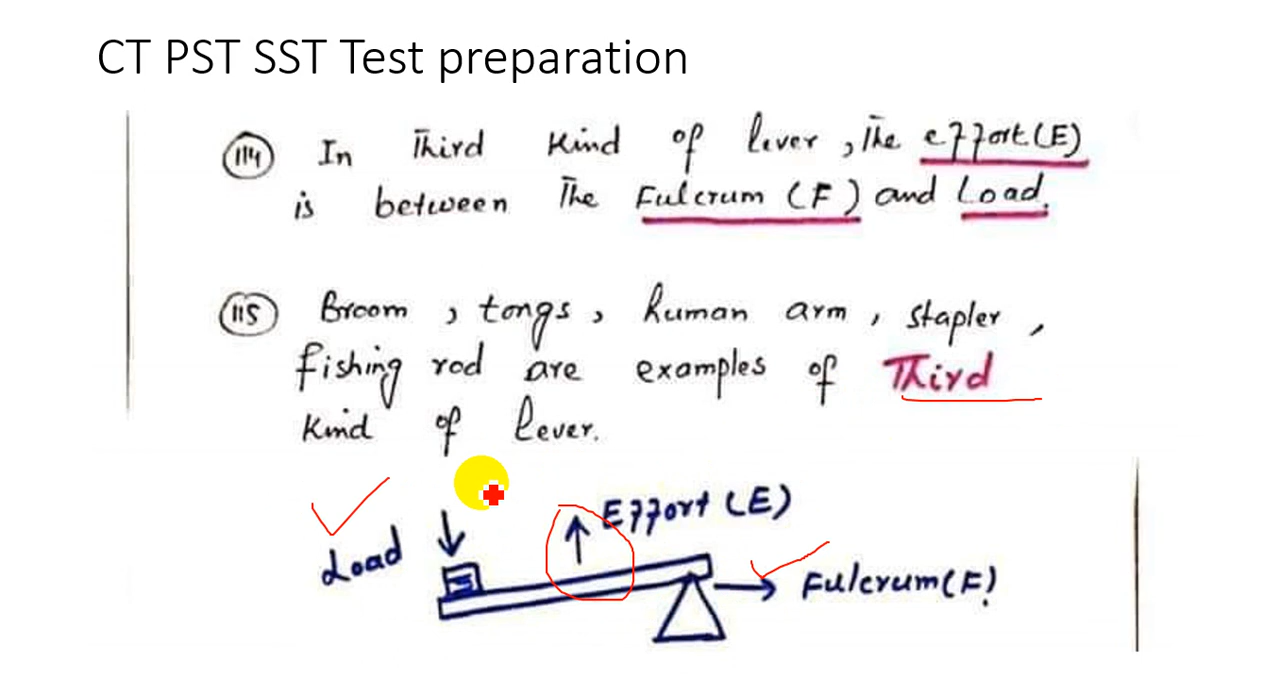 CT PST SST Test preparation
114 In Third kind of lever, The effort (E)
is between The Fulcrum (F) and Load.
115 Broom, tongs, human arm, stapler,
fishing rod are examples of Third
kind of lever.
Effort (E)
Load
Fulcrum (F)